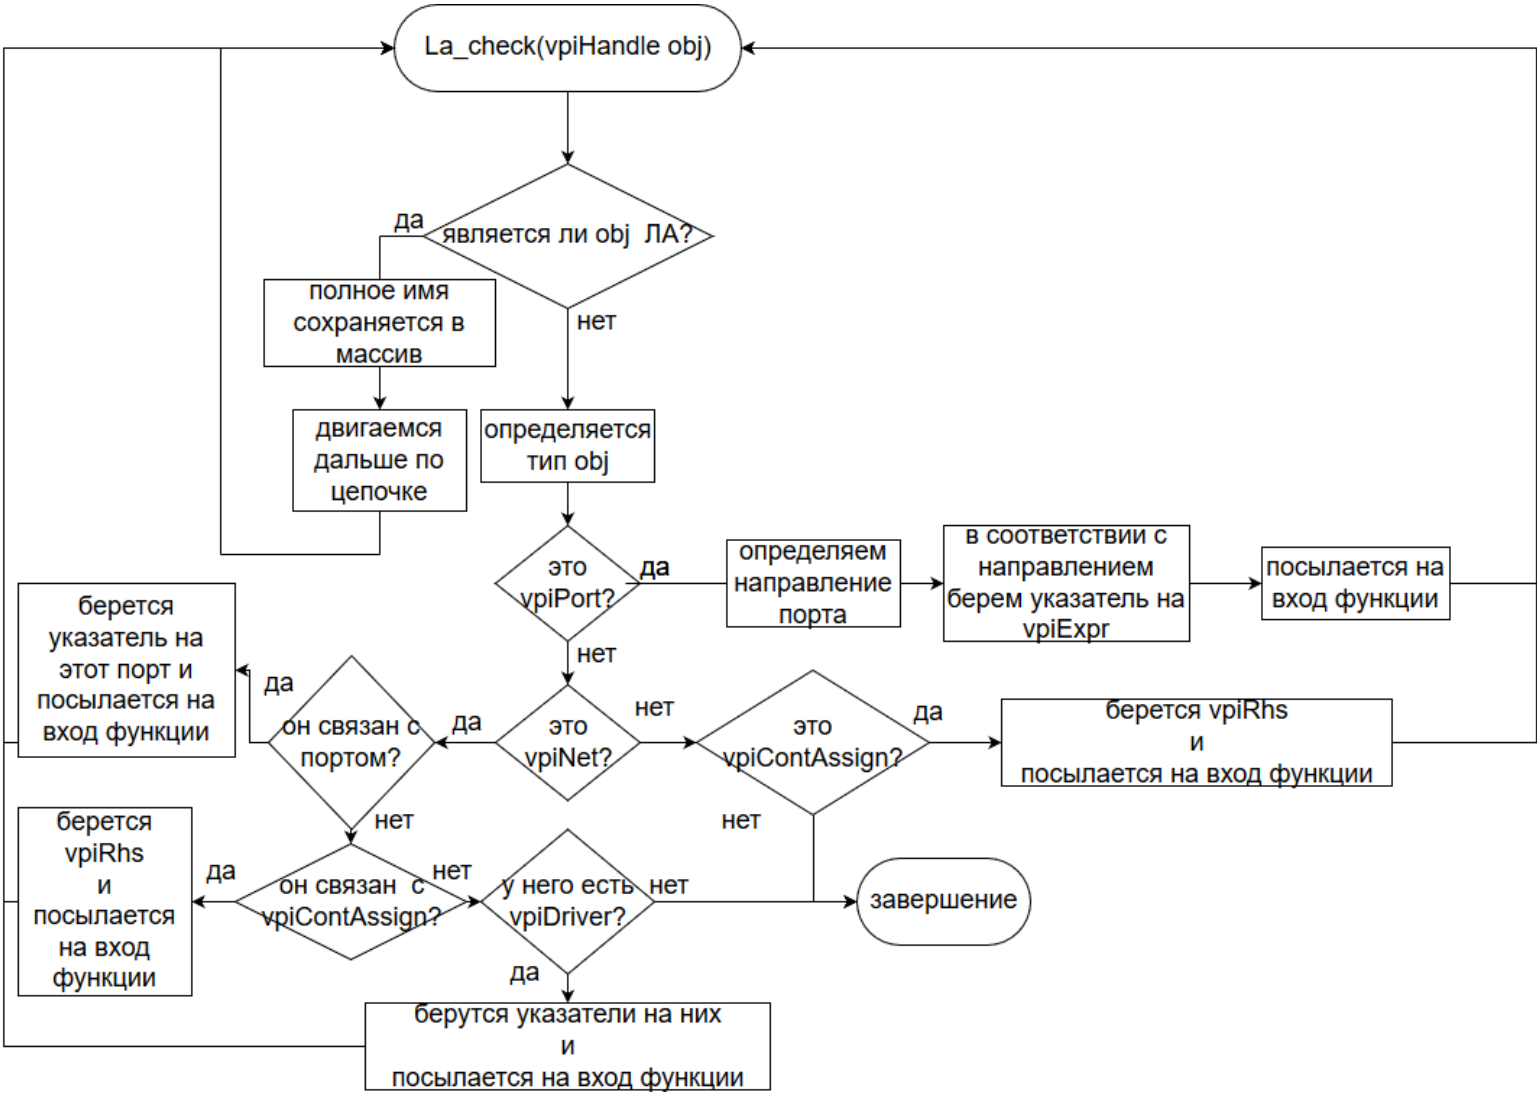 La_check(vpiHandle obj)
да
является ли obj ЛА?
полное имя
сохраняется в
массив
нет
двигаемся
дальше по
цепочке
определяется
тип obj
это
vpiPort?
да
определяем
направление
порта
в соответствии с
направлением
берем указатель на
vpiExpr
посылается на
вход функции
нет
берется
указатель на
этот порт и
посылается на
вход функции
да
он связан с
портом?
да
это
vpiNet?
нет
это
vpiContAssign?
да
берется vpiRhs
и
посылается на вход функции
нет
нет
берется
vpiRhs
и
посылается
на вход
функции
да
он связан с
vpiContAssign?
нет
у него есть
vpiDriver?
нет
завершение
да
берутся указатели на них
и
посылается на вход функции